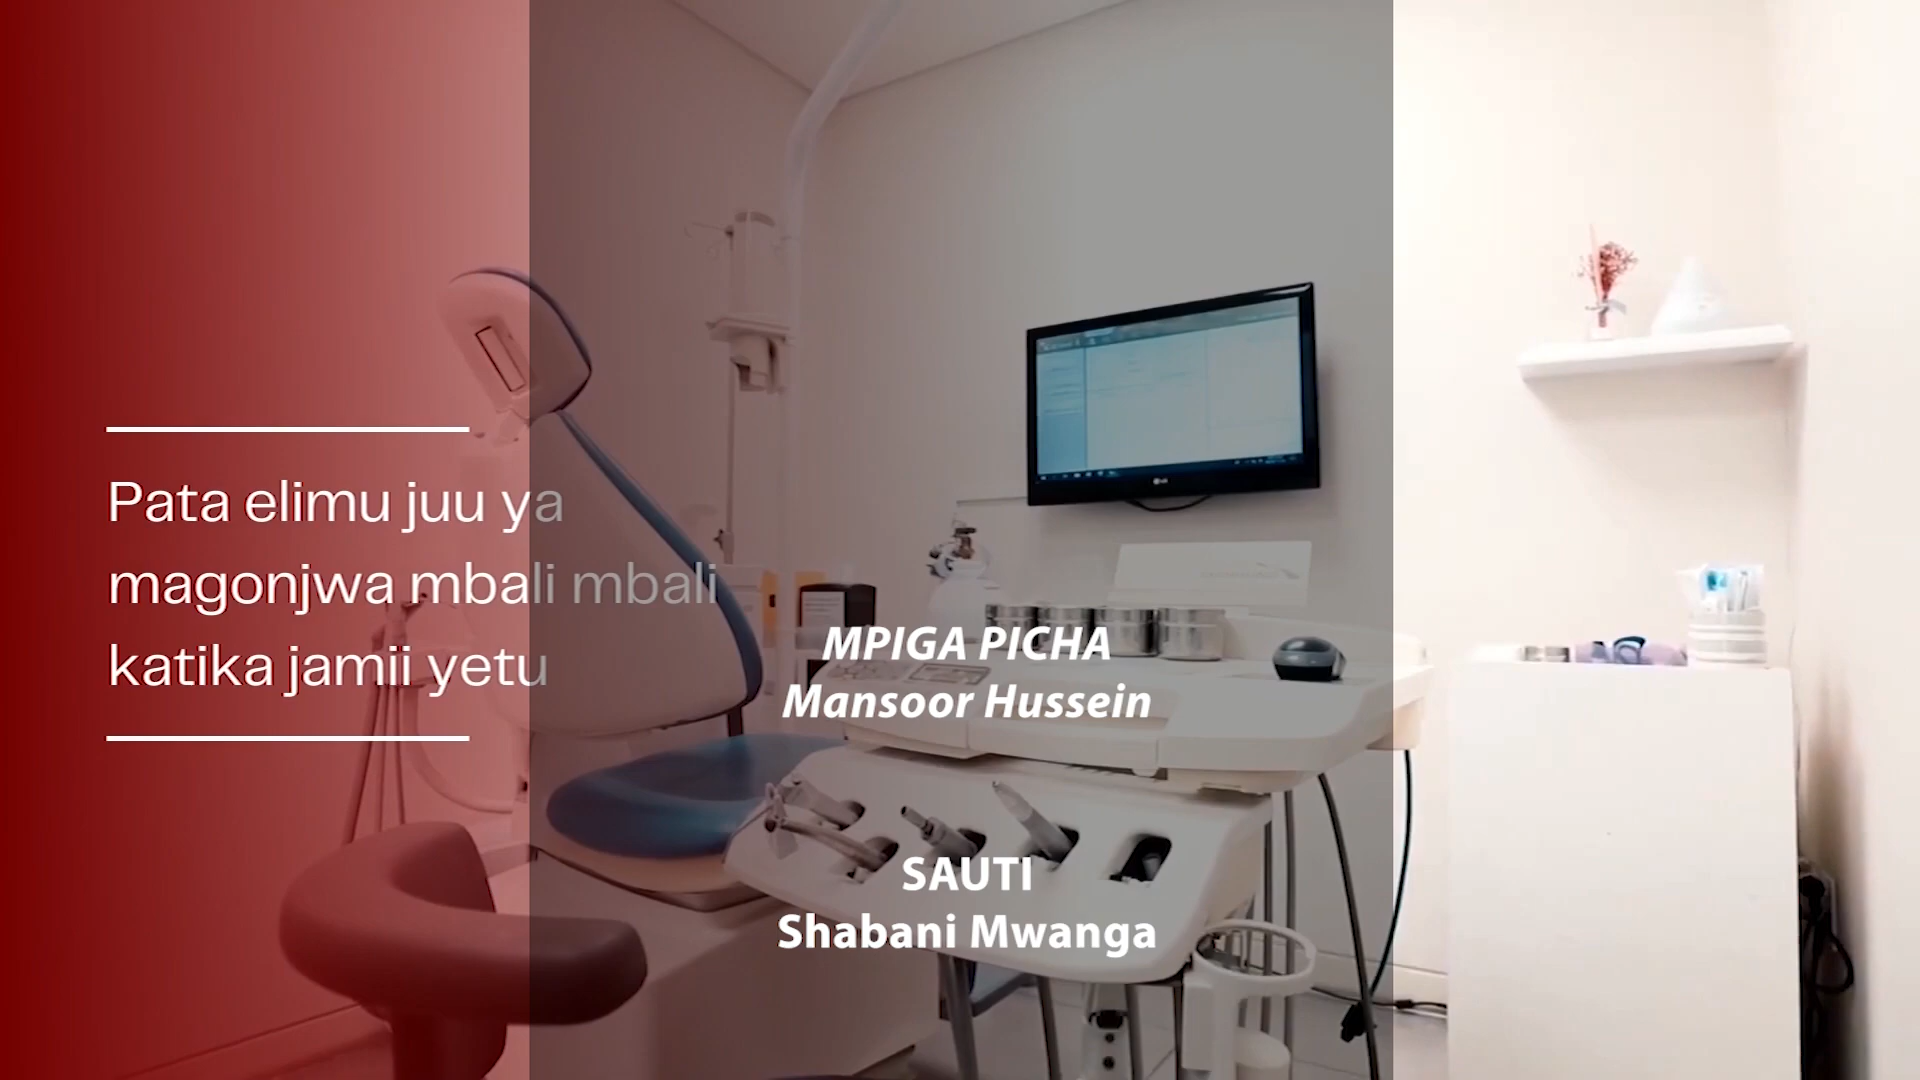 Pata elimu juu ya
magonjwa mbali mbali
katika jamii yetu
MPIGA PICHA
Mansoor Hussein
SAUTI
Shabani Mwanga